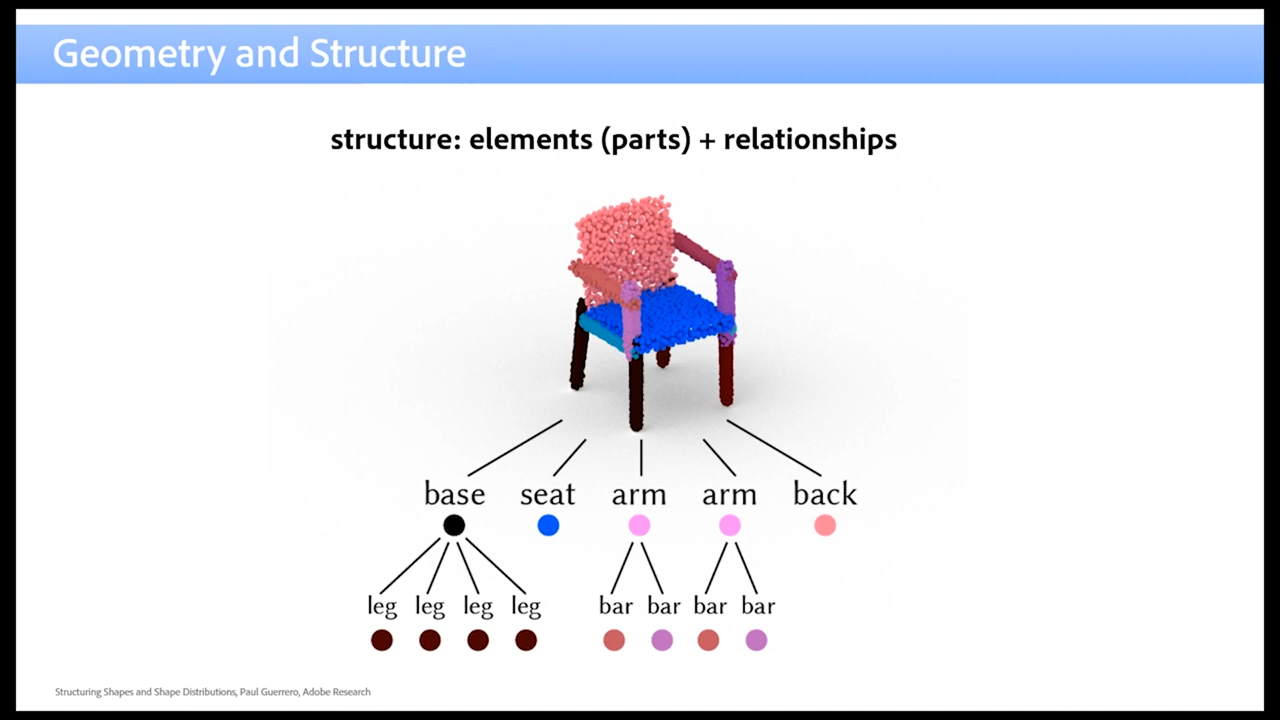 Geometry and Structure
structure: elements (parts) + relationships
base seat arm arm back
leg leg leg leg bar bar bar bar
Structuring Shapes and Shape Distributions, Paul Guerrero, Adobe Research